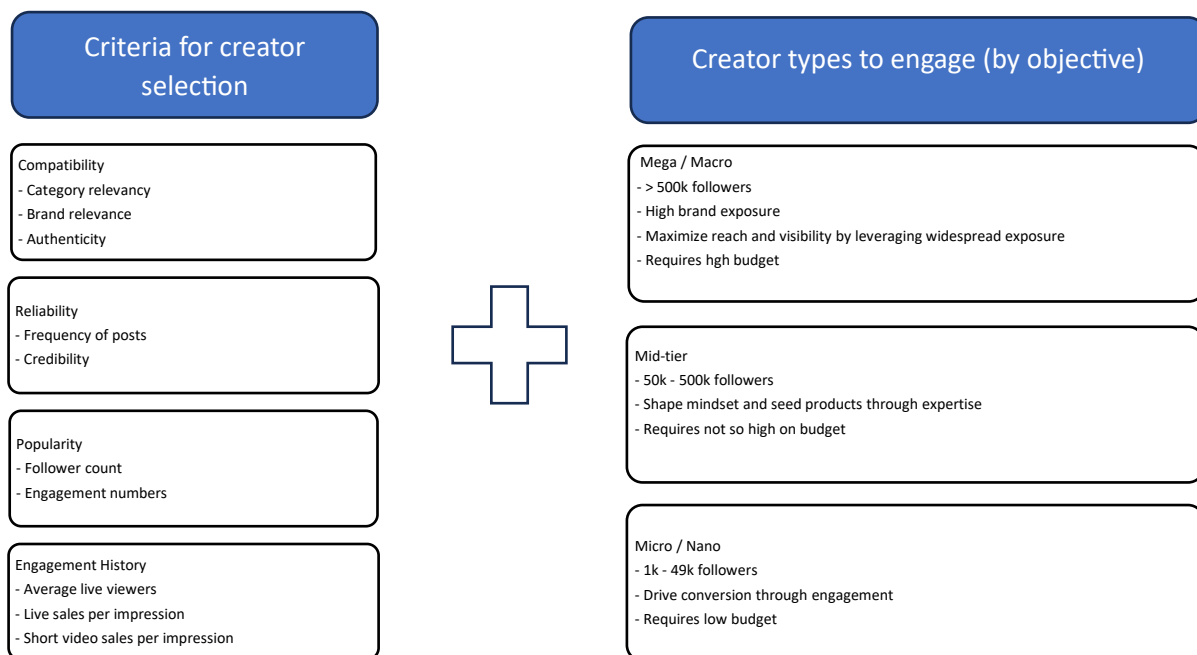 Criteria for creator
selection
Compatibility
- Category relevancy
- Brand relevance
- Authenticity
Reliability
- Frequency of posts
- Credibility
Popularity
- Follower count
- Engagement numbers
Engagement History
- Average live viewers
- Live sales per impression
- Short video sales per impression
Creator types to engage (by objective)
Mega / Macro
- > 500k followers
- High brand exposure
- Maximize reach and visibility by leveraging widespread exposure
- Requires hgh budget
Mid-tier
- 50k - 500k followers
- Shape mindset and seed products through expertise
- Requires not so high on budget
Micro / Nano
- 1k - 49k followers
- Drive conversion through engagement
- Requires low budget